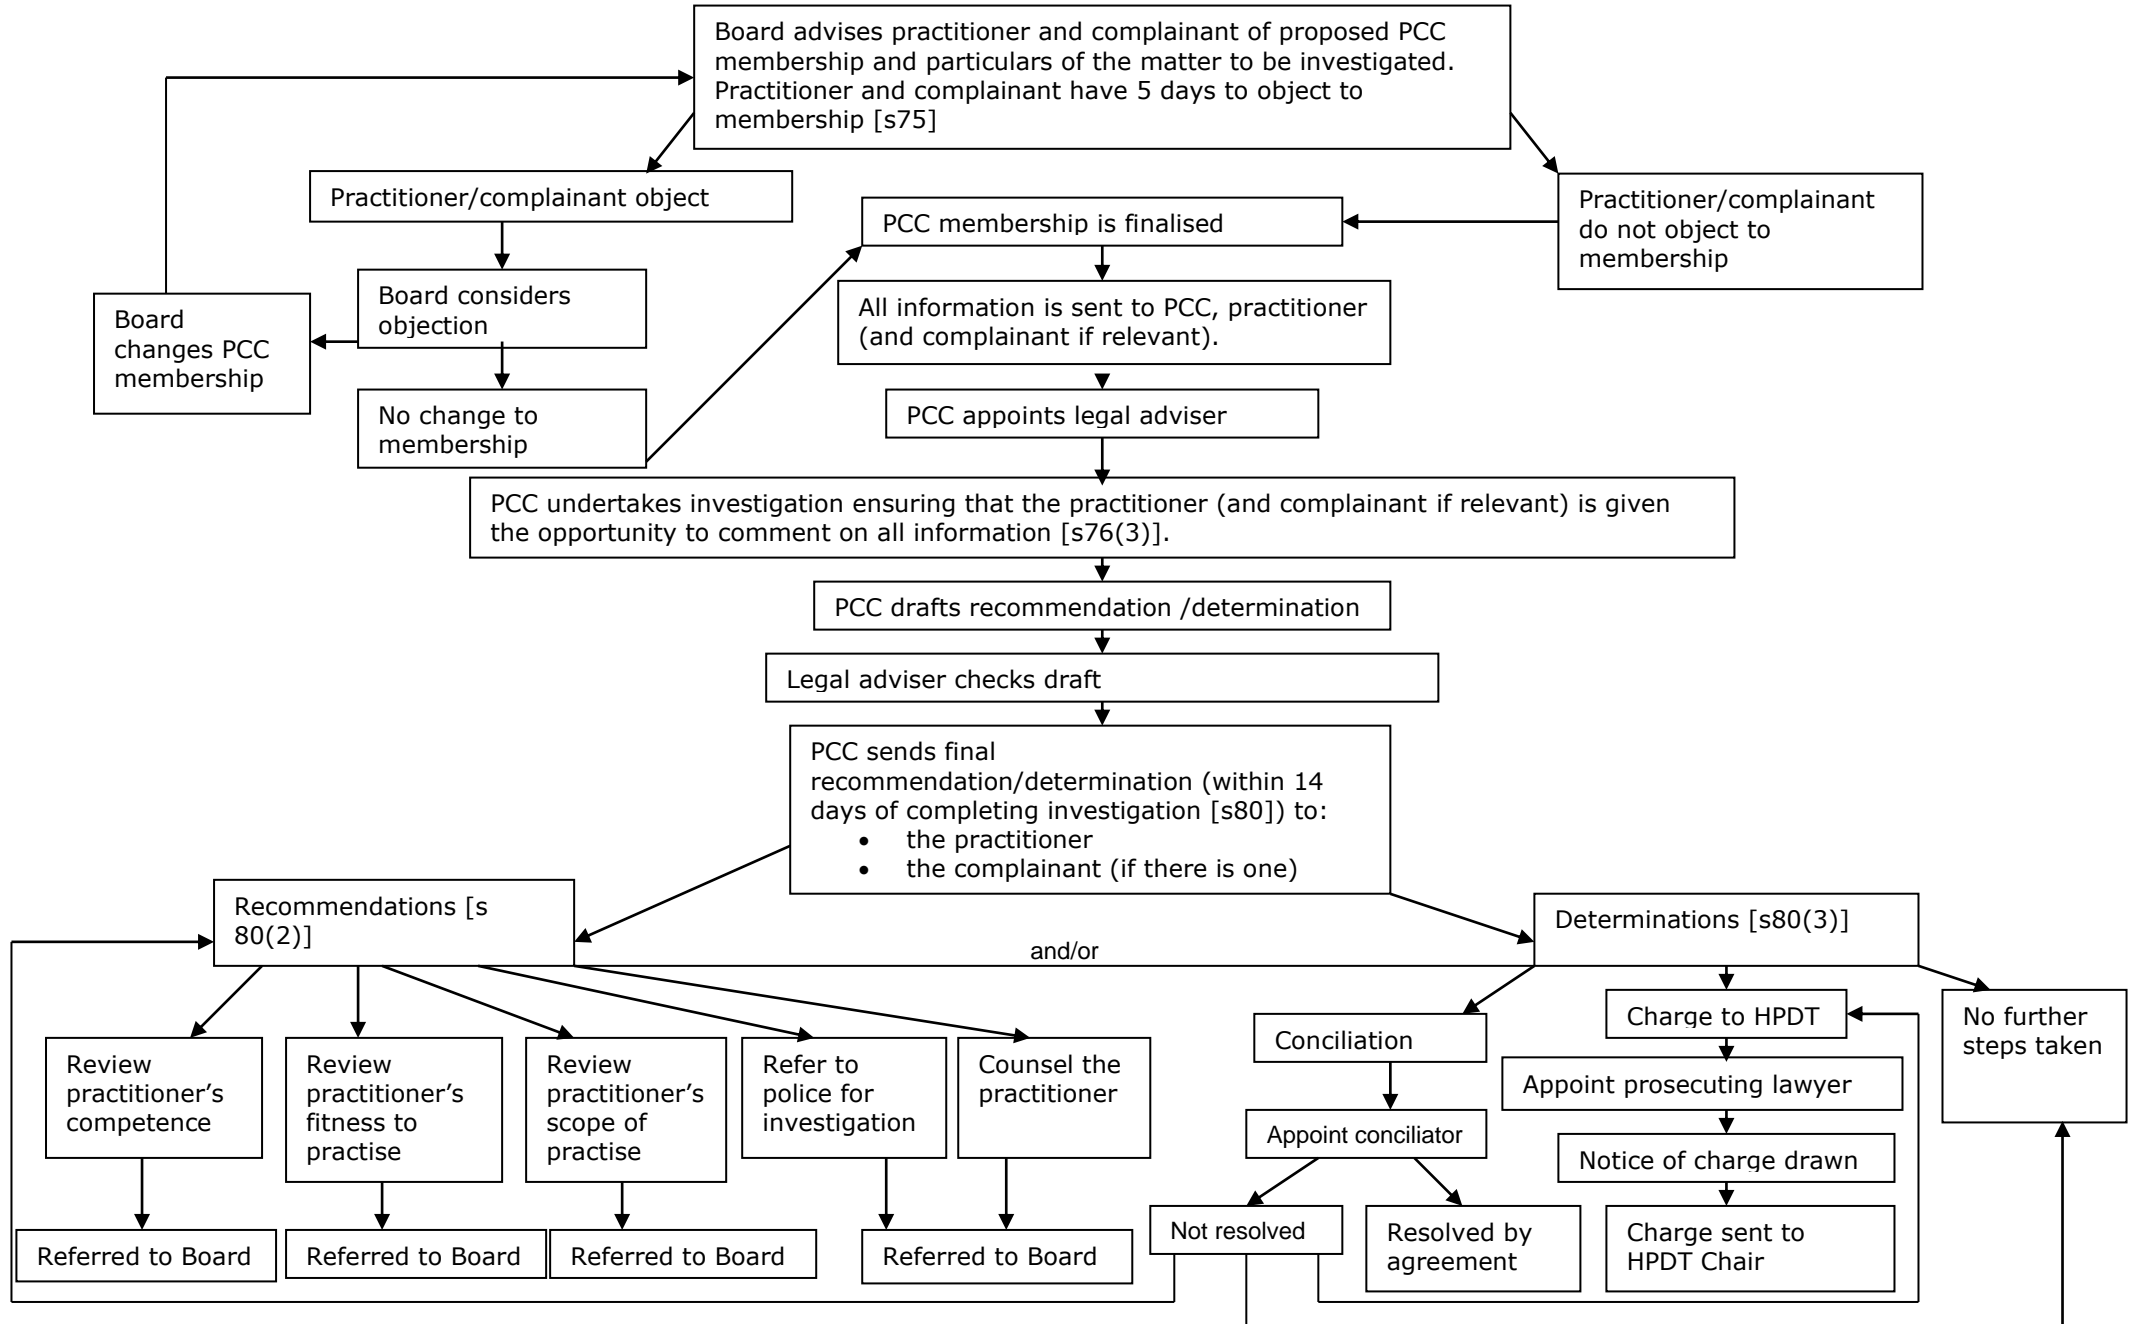 Board advises practitioner and complainant of proposed PCC
membership and particulars of the matter to be investigated.
Practitioner and complainant have 5 days to object to
membership [s75]
Practitioner/complainant object
PCC membership is finalised
Practitioner/complainant
do not object to
membership
Board
changes PCC
membership
Board considers
objection
All information is sent to PCC, practitioner
(and complainant if relevant).
No change to
membership
PCC appoints legal adviser
PCC undertakes investigation ensuring that the practitioner (and complainant if relevant) is given
the opportunity to comment on all information [s76(3)].
PCC drafts recommendation /determination
Legal adviser checks draft
PCC sends final
recommendation/determination (within 14
days of completing investigation [s80]) to:
• the practitioner
• the complainant (if there is one)
Recommendations [s
80(2)]
and/or
Determinations [s80(3)]
Review
practitioner’s
competence
Review
practitioner’s
fitness to
practise
Review
practitioner’s
scope of
practise
Refer to
police for
investigation
Counsel the
practitioner
Conciliation
Charge to HPDT
No further
steps taken
Appoint prosecuting lawyer
Appoint conciliator
Notice of charge drawn
Referred to Board
Referred to Board
Referred to Board
Referred to Board
Not resolved
Resolved by
agreement
Charge sent to
HPDT Chair